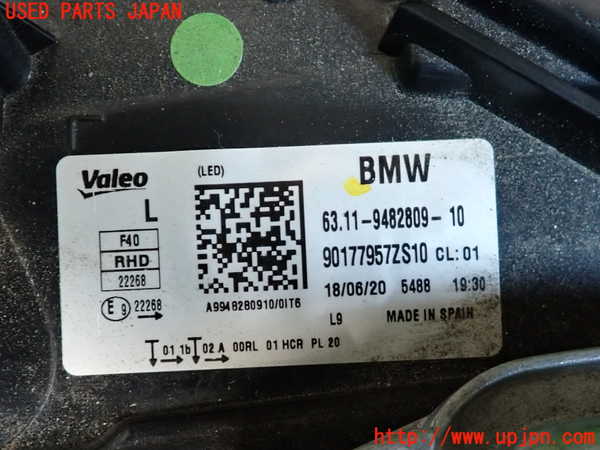 USED PARTS JAPAN
Valeo
(LED)
BMW
L
F40
RHD
22268
E 9 22268
A9948280910/01T6
63.11-9482809-10
90177957ZS10 CL:01
18/06/20 5488 19:30
L9 MADE IN SPAIN
01 1b 02 A 00RL 01 HCR PL 20
http://www.upjpn.com/